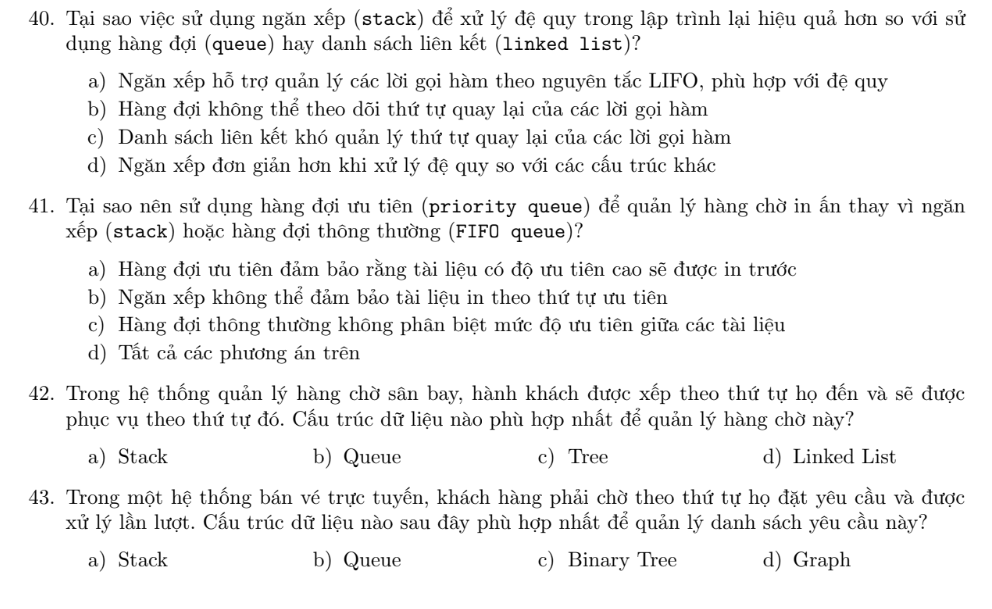 40. Tại sao việc sử dụng ngăn xếp (stack) để xử lý đệ quy trong lập trình lại hiệu quả hơn so với sử
dụng hàng đợi (queue) hay danh sách liên kết (linked list)?
a) Ngăn xếp hỗ trợ quản lý các lời gọi hàm theo nguyên tắc LIFO, phù hợp với đệ quy
b) Hàng đợi không thể theo dõi thứ tự quay lại của các lời gọi hàm
c) Danh sách liên kết khó quản lý thứ tự quay lại của các lời gọi hàm
d) Ngăn xếp đơn giản hơn khi xử lý đệ quy so với các cấu trúc khác
41. Tại sao nên sử dụng hàng đợi ưu tiên (priority queue) để quản lý hàng chờ in ấn thay vì ngăn
xếp (stack) hoặc hàng đợi thông thường (FIFO queue)?
a) Hàng đợi ưu tiên đảm bảo rằng tài liệu có độ ưu tiên cao sẽ được in trước
b) Ngăn xếp không thể đảm bảo tài liệu in theo thứ tự ưu tiên
c) Hàng đợi thông thường không phân biệt mức độ ưu tiên giữa các tài liệu
d) Tất cả các phương án trên
42. Trong hệ thống quản lý hàng chờ sân bay, hành khách được xếp theo thứ tự họ đến và sẽ được
phục vụ theo thứ tự đó. Cấu trúc dữ liệu nào phù hợp nhất để quản lý hàng chờ này?
a) Stack b) Queue c) Tree d) Linked List
43. Trong một hệ thống bán vé trực tuyến, khách hàng phải chờ theo thứ tự họ đặt yêu cầu và được
xử lý lần lượt. Cấu trúc dữ liệu nào sau đây phù hợp nhất để quản lý danh sách yêu cầu này?
a) Stack b) Queue c) Binary Tree d) Graph